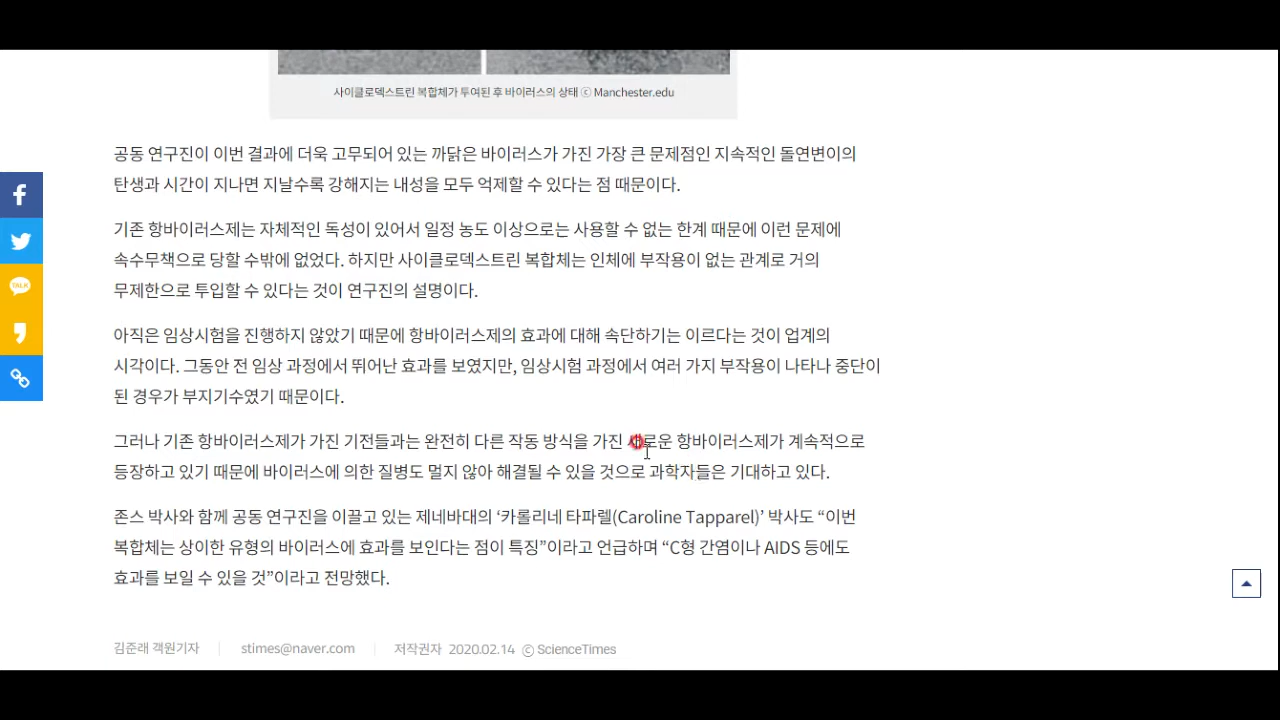 사이클로덱스트린 복합체가 투여된 후 바이러스의 상태 ⓒ Manchester.edu
공동 연구진이 이번 결과에 더욱 고무되어 있는 까닭은 바이러스가 가진 가장 큰 문제점인 지속적인 돌연변이의
탄생과 시간이 지나면 지날수록 강해지는 내성을 모두 억제할 수 있다는 점 때문이다.
기존 항바이러스제는 자체적인 독성이 있어서 일정 농도 이상으로는 사용할 수 없는 한계 때문에 이런 문제에
속수무책으로 당할 수밖에 없었다. 하지만 사이클로덱스트린 복합체는 인체에 부작용이 없는 관계로 거의
무제한으로 투입할 수 있다는 것이 연구진의 설명이다.
아직은 임상시험을 진행하지 않았기 때문에 항바이러스제의 효과에 대해 속단하기는 이르다는 것이 업계의
시각이다. 그동안 전 임상 과정에서 뛰어난 효과를 보였지만, 임상시험 과정에서 여러 가지 부작용이 나타나 중단이
된 경우가 부지기수였기 때문이다.
그러나 기존 항바이러스제가 가진 기전들과는 완전히 다른 작동 방식을 가진 새로운 항바이러스제가 계속적으로
등장하고 있기 때문에 바이러스에 의한 질병도 멀지 않아 해결될 수 있을 것으로 과학자들은 기대하고 있다.
존스 박사와 함께 공동 연구진을 이끌고 있는 제네바대의 ‘카롤리네 타파렐(Caroline Tapparel)’ 박사도 “이번
복합체는 상이한 유형의 바이러스에 효과를 보인다는 점이 특징”이라고 언급하며 “C형 간염이나 AIDS 등에도
효과를 보일 수 있을 것”이라고 전망했다.
김준래 객원기자 stimes@naver.com 저작권자 2020.02.14 ⓒ ScienceTimes
TALK